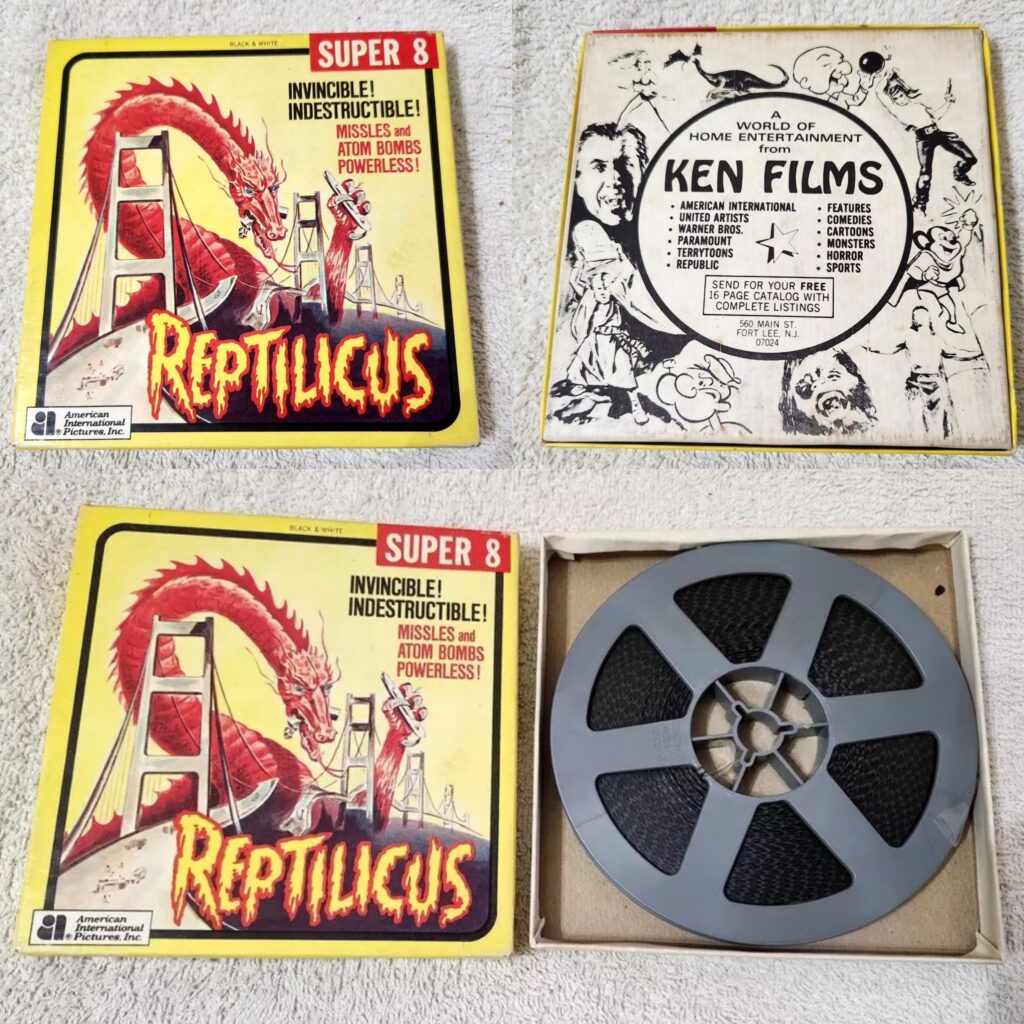 BLACK & WHITE
SUPER 8
INVINCIBLE!
INDESTRUCTIBLE!
MISSLES and
ATOM BOMBS
POWERLESS!
REPTILICUS
ai
® American
International
Pictures, Inc.
A
WORLD OF
HOME ENTERTAINMENT
from
KEN FILMS
• AMERICAN INTERNATIONAL
• UNITED ARTISTS
• WARNER BROS.
• PARAMOUNT
• TERRYTOONS
• REPUBLIC
• FEATURES
• COMEDIES
• CARTOONS
• MONSTERS
• HORROR
• SPORTS
SEND FOR YOUR FREE
16 PAGE CATALOG WITH
COMPLETE LISTINGS
560 MAIN ST.
FORT LEE, N.J.
07024
BLACK & WHITE
SUPER 8
INVINCIBLE!
INDESTRUCTIBLE!
MISSLES and
ATOM BOMBS
POWERLESS!
REPTILICUS
ai
® American
International
Pictures, Inc.